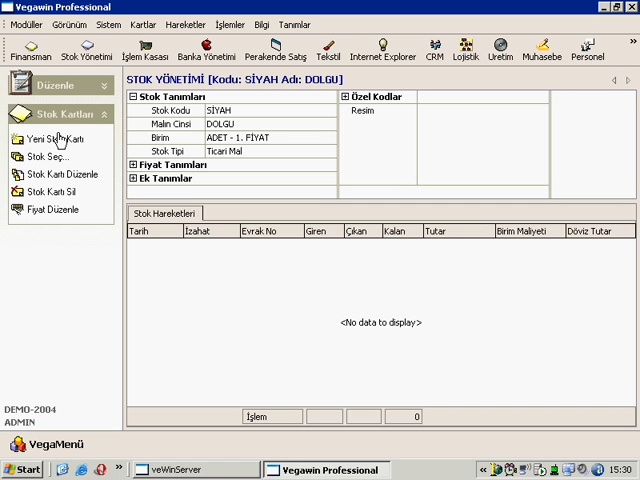 Vegawin Professional
Modüller Görünüm Sistem Kartlar Hareketler İşlemler Bilgi Tanımlar
Finansman Stok Yönetimi İşlem Kasası Banka Yönetimi Perakende Satış Tekstil Internet Explorer CRM Lojistik Uretim Muhasebe Personel
Düzenle
Stok Kartları
Yeni Stok Kartı
Stok Seç...
Stok Kartı Düzenle
Stok Kartı Sil
Fiyat Düzenle
STOK YÖNETİMİ [Kodu: SİYAH Adı: DOLGU]
Stok Tanımları
Stok Kodu SİYAH
Malın Cinsi DOLGU
Birim ADET - 1. FİYAT
Stok Tipi Ticari Mal
Fiyat Tanımları
Ek Tanımlar
Özel Kodlar
Resim
Stok Hareketleri
Tarih İzahat Evrak No Giren Çıkan Kalan Tutar Birim Maliyeti Döviz Tutar
<No data to display>
İşlem 0
DEMO-2004
ADMIN
VegaMenü
Start veWinServer Vegawin Professional 15:30